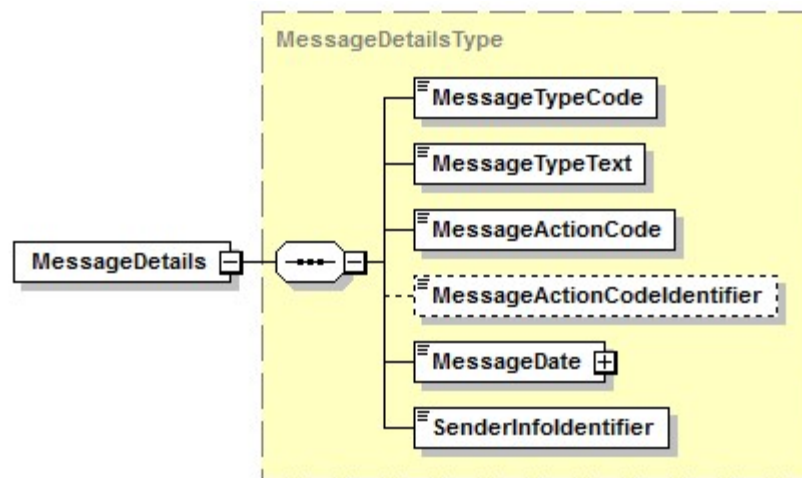 MessageDetailsType
MessageTypeCode
MessageTypeText
MessageActionCode
MessageDetails
MessageActionCodeIdentifier
MessageDate
SenderInfoIdentifier